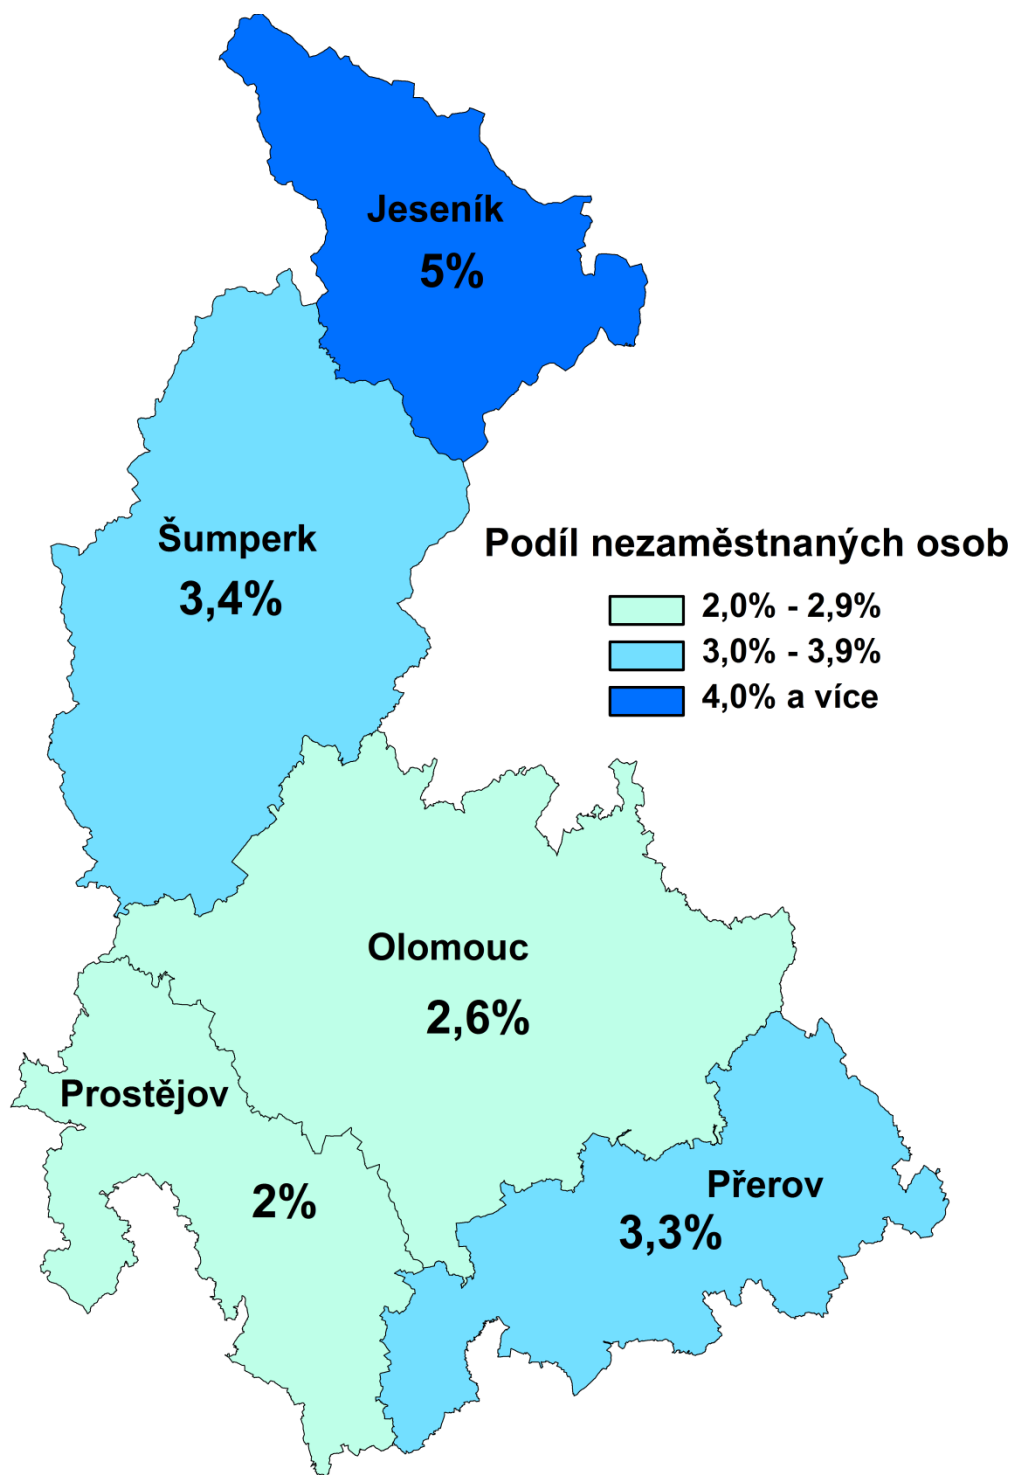 Jeseník
5%
Šumperk
3,4%
Podíl nezaměstnaných osob
2,0% - 2,9%
3,0% - 3,9%
4,0% a více
Olomouc
2,6%
Prostějov
2%
Přerov
3,3%